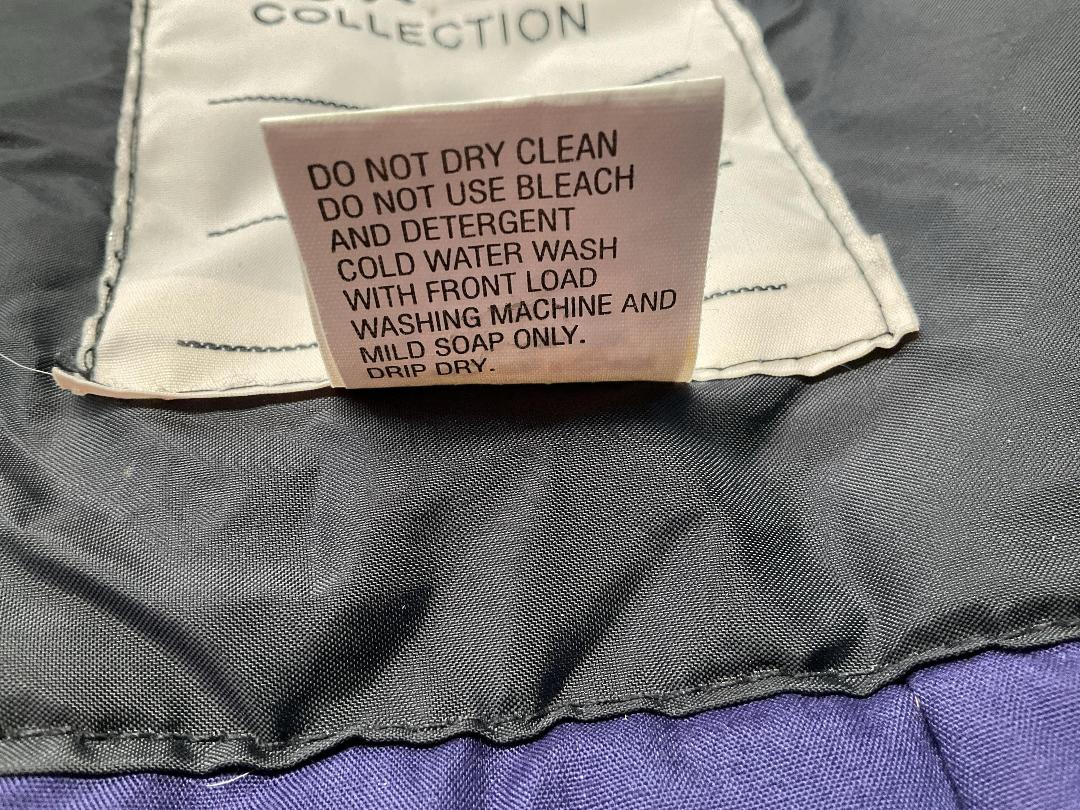 COLLECTION
DO NOT DRY CLEAN
DO NOT USE BLEACH
AND DETERGENT
COLD WATER WASH
WITH FRONT LOAD
WASHING MACHINE AND
MILD SOAP ONLY.
DRIP DRY.